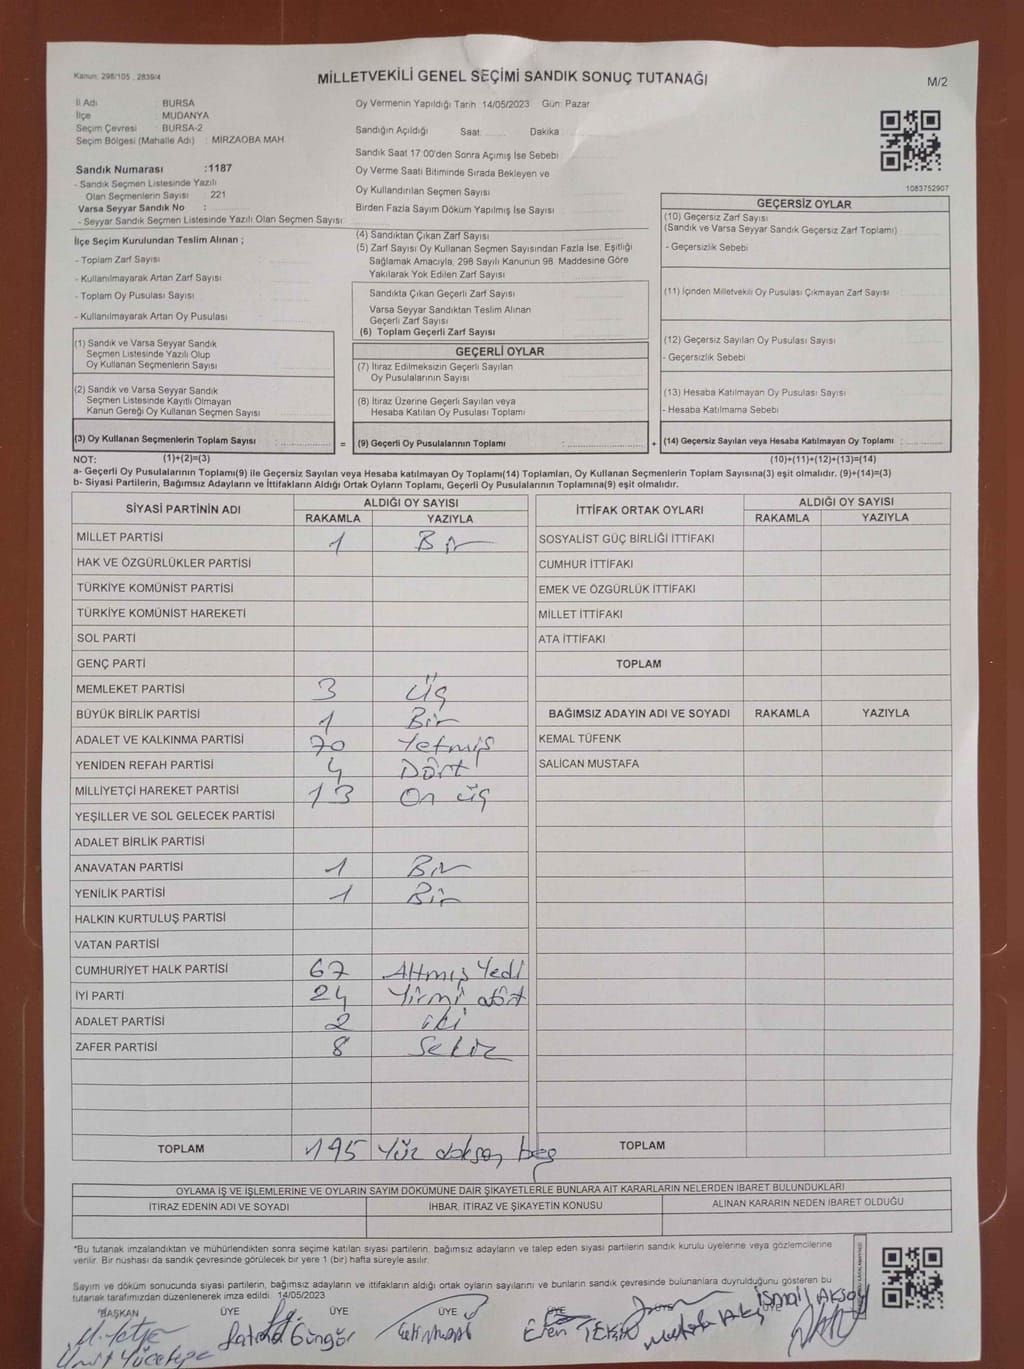 Kanun: 298/105 , 2839/4
MİLLETVEKİLİ GENEL SEÇİMİ SANDIK SONUÇ TUTANAĞI
M/2
İl Adı : BURSA
İlçe : MUDANYA
Seçim Çevresi : BURSA-2
Seçim Bölgesi (Mahalle Adı) : MİRZAOBA MAH.
Sandık Numarası :1187
- Sandık Seçmen Listesinde Yazılı
Olan Seçmenlerin Sayısı : 221
Varsa Seyyar Sandık No :
- Seyyar Sandık Seçmen Listesinde Yazılı Olan Seçmen Sayısı:
Oy Vermenin Yapıldığı Tarih :14/05/2023 Gün: Pazar
Sandığın Açıldığı Saat: Dakika:
Sandık Saat 17:00'den Sonra Açımış İse Sebebi :
Oy Verme Saati Bitiminde Sırada Bekleyen ve
Oy Kullandırılan Seçmen Sayısı :
Birden Fazla Sayım Döküm Yapılmış İse Sayısı :
1083752907
İlçe Seçim Kurulundan Teslim Alınan ;
- Toplam Zarf Sayısı :
- Kullanılmayarak Artan Zarf Sayısı :
- Toplam Oy Pusulası Sayısı :
- Kullanılmayarak Artan Oy Pusulası :
(4) Sandıktan Çıkan Zarf Sayısı :
(5) Zarf Sayısı Oy Kullanan Seçmen Sayısından Fazla İse, Eşitliği
Sağlamak Amacıyla, 298 Sayılı Kanunun 98. Maddesine Göre
Yakılarak Yok Edilen Zarf Sayısı :
Sandıkta Çıkan Geçerli Zarf Sayısı :
Varsa Seyyar Sandıktan Teslim Alınan
Geçerli Zarf Sayısı :
(6) Toplam Geçerli Zarf Sayısı :
GEÇERSİZ OYLAR
(10) Geçersiz Zarf Sayısı
(Sandık ve Varsa Seyyar Sandık Geçersiz Zarf Toplamı) :
- Geçersizlik Sebebi :
(11) İçinden Milletvekili Oy Pusulası Çıkmayan Zarf Sayısı :
(12) Geçersiz Sayılan Oy Pusulası Sayısı :
- Geçersizlik Sebebi :
(13) Hesaba Katılmayan Oy Pusulası Sayısı :
- Hesaba Katılmama Sebebi :
(14) Geçersiz Sayılan veya Hesaba Katılmayan Oy Toplamı :
(1) Sandık ve Varsa Seyyar Sandık
Seçmen Listesinde Yazılı Olup
Oy Kullanan Seçmenlerin Sayısı :
(2) Sandık ve Varsa Seyyar Sandık
Seçmen Listesinde Kayıtlı Olmayan
Kanun Gereği Oy Kullanan Seçmen Sayısı :
(3) Oy Kullanan Seçmenlerin Toplam Sayısı :
=
GEÇERLİ OYLAR
(7) İtiraz Edilmeksizin Geçerli Sayılan
Oy Pusulalarının Sayısı :
(8) İtiraz Üzerine Geçerli Sayılan veya
Hesaba Katılan Oy Pusulası Toplamı :
(9) Geçerli Oy Pusulalarının Toplamı :
+
NOT: (1)+(2)=(3) (10)+(11)+(12)+(13)=(14)
a- Geçerli Oy Pusulalarının Toplamı(9) ile Geçersiz Sayılan veya Hesaba katılmayan Oy Toplamı(14) Toplamları, Oy Kullanan Seçmenlerin Toplam Sayısına(3) eşit olmalıdır. (9)+(14)=(3)
b- Siyasi Partilerin, Bağımsız Adayların ve İttifakların Aldığı Ortak Oyların Toplamı, Geçerli Oy Pusulalarının Toplamına(9) eşit olmalıdır.
SİYASİ PARTİNİN ADI ALDIĞI OY SAYISI
RAKAMLA YAZIYLA
MİLLET PARTİSİ 1 Bir
HAK VE ÖZGÜRLÜKLER PARTİSİ
TÜRKİYE KOMÜNİST PARTİSİ
TÜRKİYE KOMÜNİST HAREKETİ
SOL PARTİ
GENÇ PARTİ
MEMLEKET PARTİSİ 3 Üç
BÜYÜK BİRLİK PARTİSİ 1 Bir
ADALET VE KALKINMA PARTİSİ 70 Yetmiş
YENİDEN REFAH PARTİSİ 4 Dört
MİLLİYETÇİ HAREKET PARTİSİ 13 On üç
YEŞİLLER VE SOL GELECEK PARTİSİ
ADALET BİRLİK PARTİSİ
ANAVATAN PARTİSİ 1 Bir
YENİLİK PARTİSİ 1 Bir
HALKIN KURTULUŞ PARTİSİ
VATAN PARTİSİ
CUMHURİYET HALK PARTİSİ 67 Altmış Yedi
İYİ PARTİ 24 Yirmi dört
ADALET PARTİSİ 2 iki
ZAFER PARTİSİ 8 Sekiz
TOPLAM 195 Yüz doksan beş
İTTİFAK ORTAK OYLARI ALDIĞI OY SAYISI
RAKAMLA YAZIYLA
SOSYALİST GÜÇ BİRLİĞİ İTTİFAKI
CUMHUR İTTİFAKI
EMEK VE ÖZGÜRLÜK İTTİFAKI
MİLLET İTTİFAKI
ATA İTTİFAKI
TOPLAM
BAĞIMSIZ ADAYIN ADI VE SOYADI RAKAMLA YAZIYLA
KEMAL TÜFENK
SALİCAN MUSTAFA
TOPLAM
OYLAMA İŞ VE İŞLEMLERİNE VE OYLARIN SAYIM DÖKÜMÜNE DAİR ŞİKAYETLERLE BUNLARA AİT KARARLARIN NELERDEN İBARET BULUNDUKLARI
İTİRAZ EDENİN ADI VE SOYADI İHBAR, İTİRAZ VE ŞİKAYETİN KONUSU ALINAN KARARIN NEDEN İBARET OLDUĞU
*Bu tutanak imzalandıktan ve mühürlendikten sonra seçime katılan siyasi partilerin, bağımsız adayların ve talep eden siyasi partilerin sandık kurulu üyelerine veya gözlemcilerine
verilir. Bir nüshası da sandık çevresinde görülecek bir yere 1 (bir) hafta süreyle asılır.
Sayım ve döküm sonucunda siyasi partilerin, bağımsız adayların ve ittifakların aldığı ortak oyların sayılarını ve bunların sandık çevresinde bulunanlara duyrulduğunu gösteren bu
tutanak tarafımızdan düzenlenerek imza edildi. 14/05/2023
*BAŞKAN ÜYE ÜYE ÜYE ÜYE ÜYE
Ümit Yücetepe
Fatma Güngör
Eren TEKİN
Mustafa
İsmail AKSOY